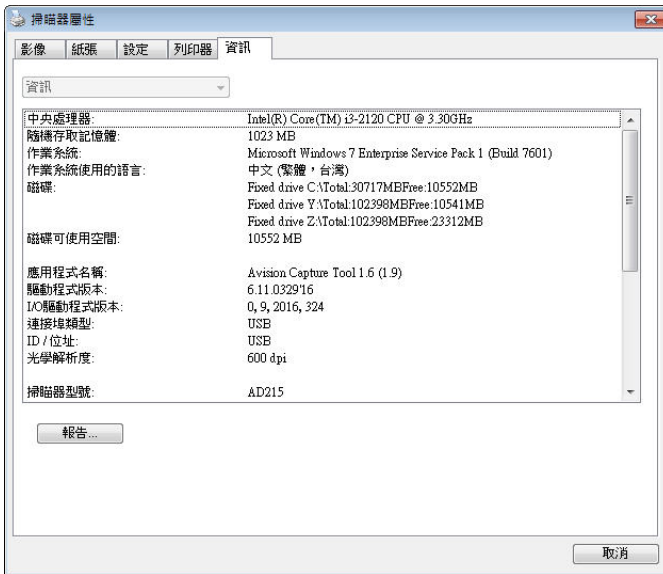 掃瞄器屬性
影像 紙張 設定 列印器 資訊
資訊
中央處理器: Intel(R) Core(TM) i3-2120 CPU @ 3.30GHz
隨機存取記憶體: 1023 MB
作業系統: Microsoft Windows 7 Enterprise Service Pack 1 (Build 7601)
作業系統使用的語言: 中文 (繁體，台灣)
磁碟: Fixed drive C:\Total:30717MBFree:10552MB
Fixed drive Y:\Total:102398MBFree:10541MB
Fixed drive Z:\Total:102398MBFree:23312MB
磁碟可使用空間: 10552 MB
應用程式名稱: Avision Capture Tool 1.6 (1.9)
驅動程式版本: 6.11.0329'16
I/O驅動程式版本: 0, 9, 2016, 324
連接埠類型: USB
ID / 位址: USB
光學解析度: 600 dpi
掃瞄器型號: AD215
報告...
取消